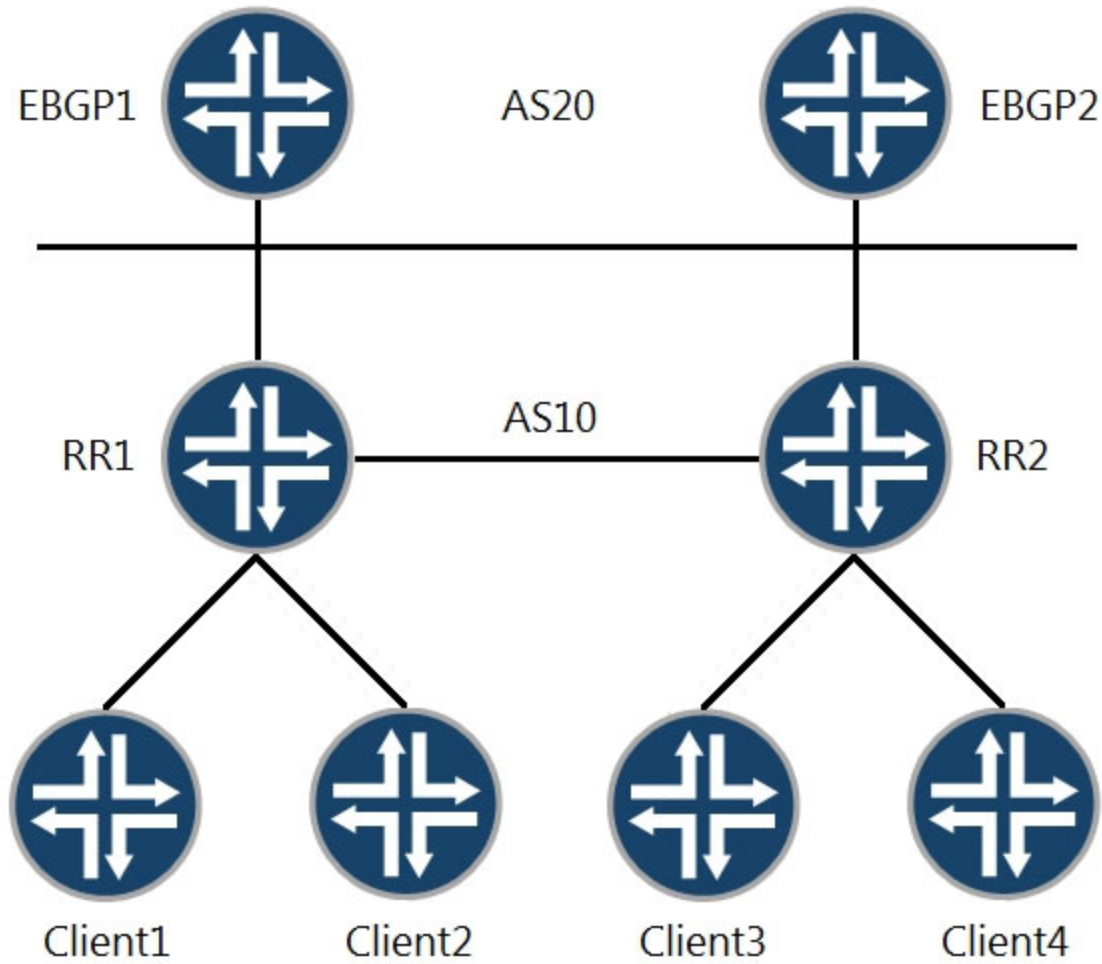 EBGP1
AS20
EBGP2
RR1
AS10
RR2
Client1
Client2
Client3
Client4